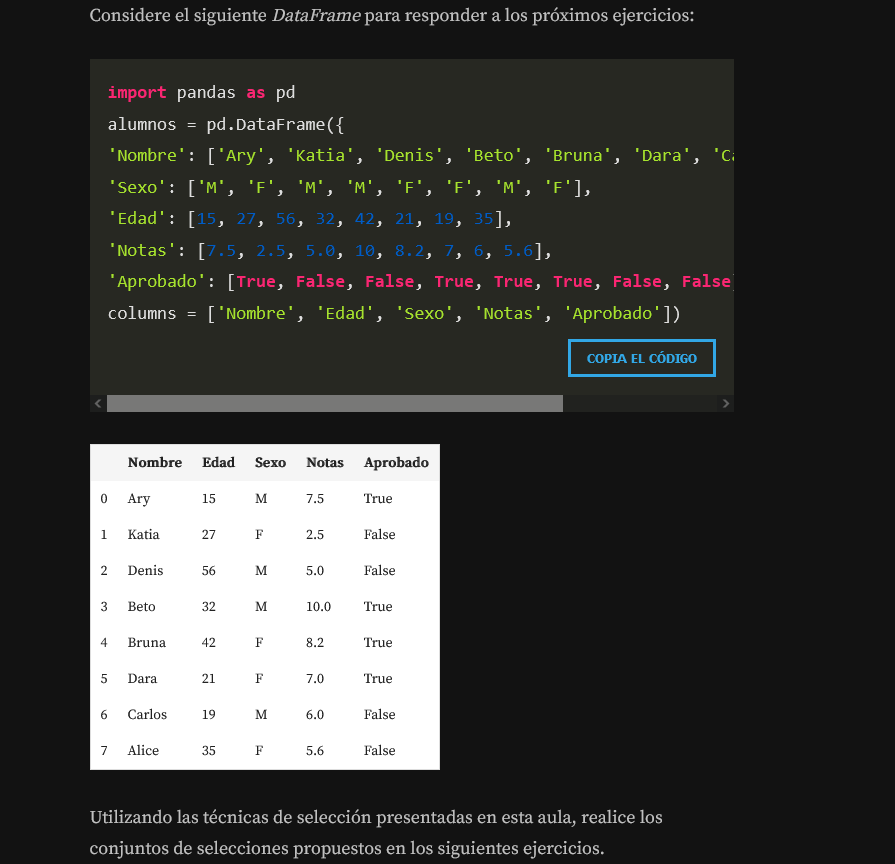 Considere el siguiente DataFrame para responder a los próximos ejercicios:
import pandas as pd
alumnos = pd.DataFrame({
'Nombre': ['Ary', 'Katia', 'Denis', 'Beto', 'Bruna', 'Dara', 'Ca
'Sexo': ['M', 'F', 'M', 'M', 'F', 'F', 'M', 'F'],
'Edad': [15, 27, 56, 32, 42, 21, 19, 35],
'Notas': [7.5, 2.5, 5.0, 10, 8.2, 7, 6, 5.6],
'Aprobado': [True, False, False, True, True, True, False, False]
columns = ['Nombre', 'Edad', 'Sexo', 'Notas', 'Aprobado'])
COPIA EL CÓDIGO
Nombre Edad Sexo Notas Aprobado
0 Ary 15 M 7.5 True
1 Katia 27 F 2.5 False
2 Denis 56 M 5.0 False
3 Beto 32 M 10.0 True
4 Bruna 42 F 8.2 True
5 Dara 21 F 7.0 True
6 Carlos 19 M 6.0 False
7 Alice 35 F 5.6 False
Utilizando las técnicas de selección presentadas en esta aula, realice los
conjuntos de selecciones propuestos en los siguientes ejercicios.